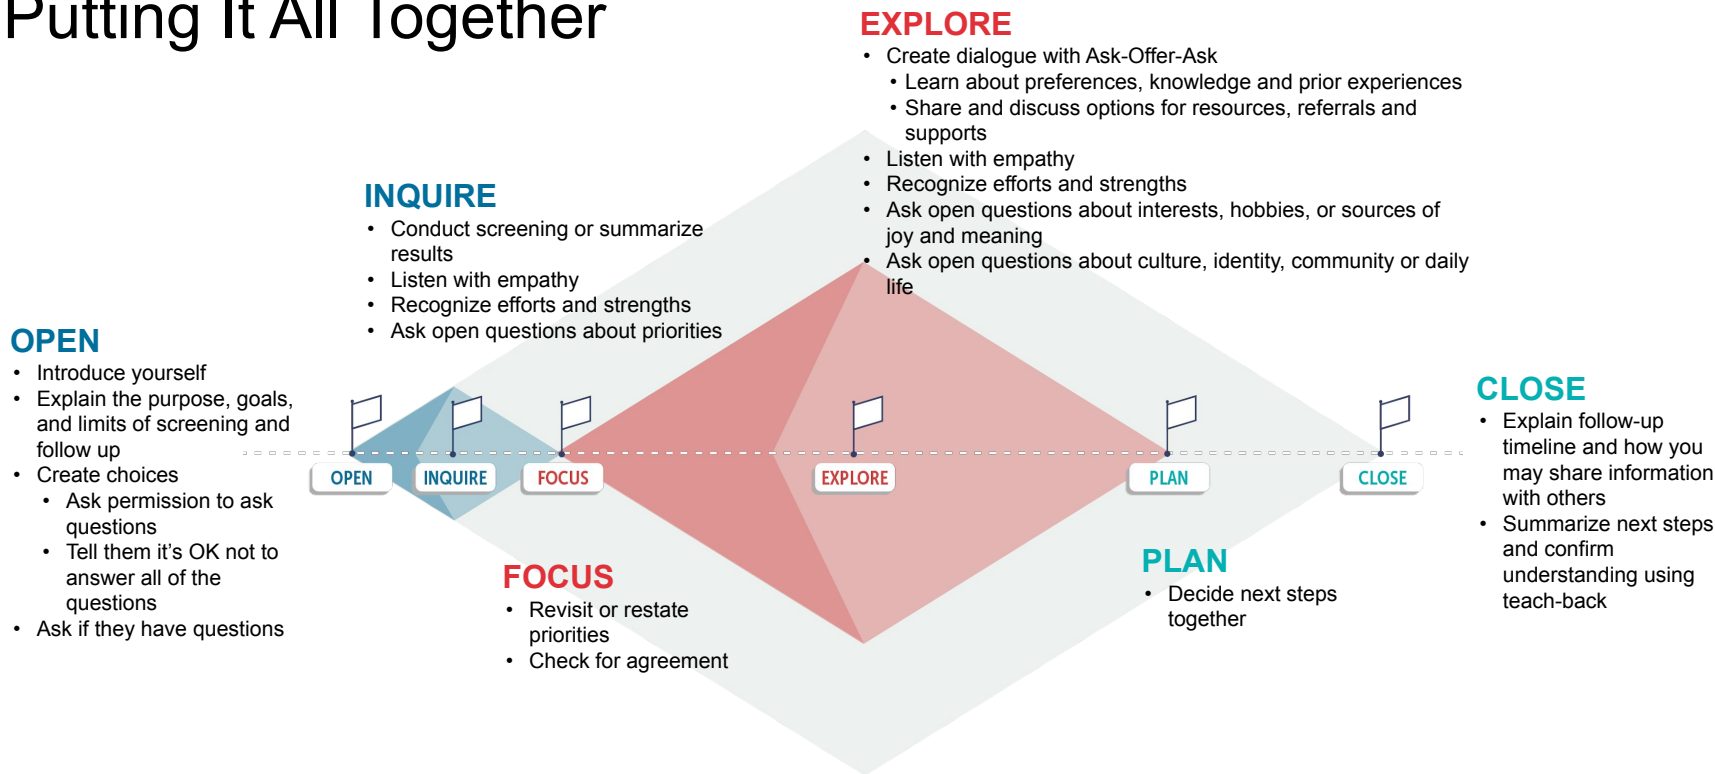 Putting It All Together
EXPLORE
• Create dialogue with Ask-Offer-Ask
• Learn about preferences, knowledge and prior experiences
• Share and discuss options for resources, referrals and
supports
• Listen with empathy
• Recognize efforts and strengths
• Ask open questions about interests, hobbies, or sources of
joy and meaning
• Ask open questions about culture, identity, community or daily
life
INQUIRE
• Conduct screening or summarize
results
• Listen with empathy
• Recognize efforts and strengths
• Ask open questions about priorities
OPEN
• Introduce yourself
• Explain the purpose, goals,
and limits of screening and
follow up
• Create choices
• Ask permission to ask
questions
• Tell them it's OK not to
answer all of the
questions
• Ask if they have questions
OPEN
INQUIRE
FOCUS
EXPLORE
PLAN
CLOSE
FOCUS
• Revisit or restate
priorities
• Check for agreement
PLAN
• Decide next steps
together
CLOSE
• Explain follow-up
timeline and how you
may share information
with others
• Summarize next steps
and confirm
understanding using
teach-back